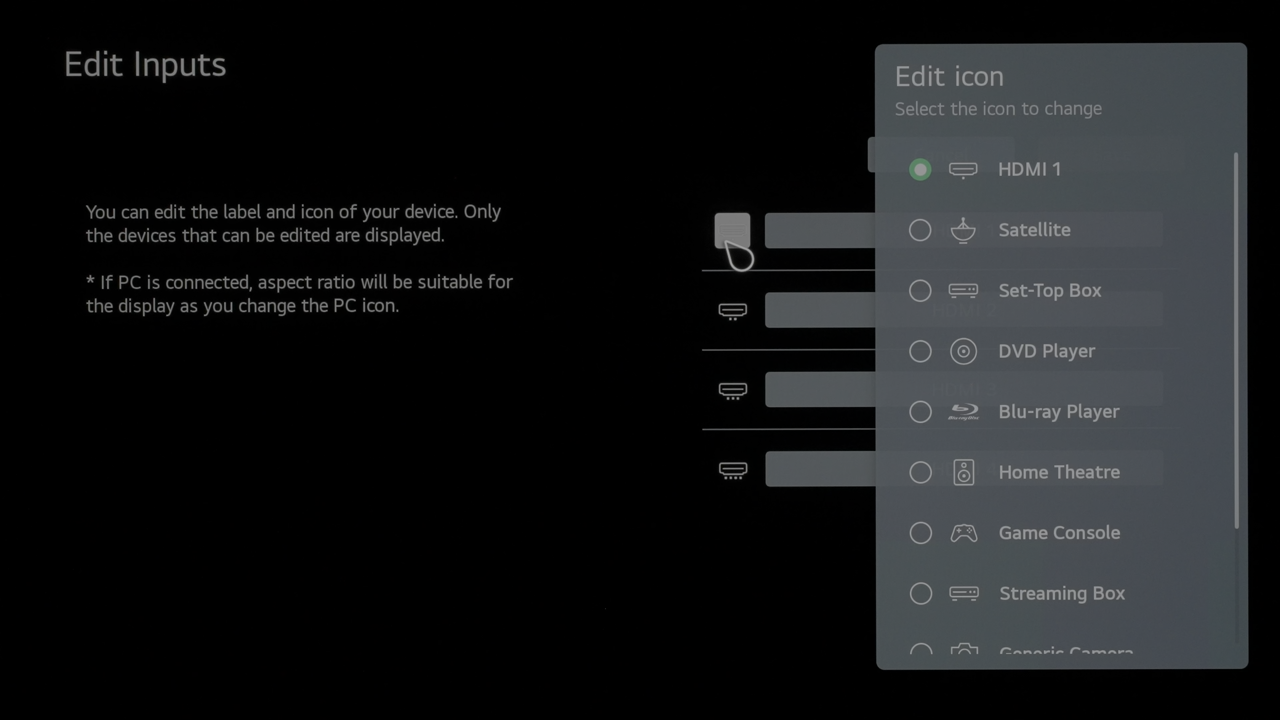 Edit Inputs
You can edit the label and icon of your device. Only
the devices that can be edited are displayed.
* If PC is connected, aspect ratio will be suitable for
the display as you change the PC icon.
Edit icon
Select the icon to change
HDMI 1
Satellite
Set-Top Box
DVD Player
Blu-ray Player
Home Theatre
Game Console
Streaming Box
Generic Camera